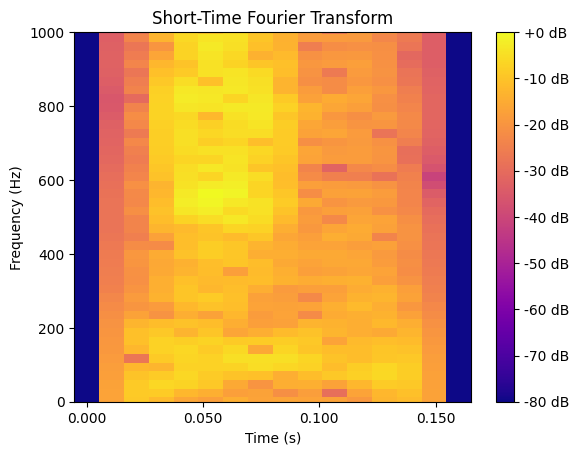 Short-Time Fourier Transform
1000
800
600
400
200
0
Frequency (Hz)
0.000
0.050
0.100
0.150
Time (s)
+0 dB
-10 dB
-20 dB
-30 dB
-40 dB
-50 dB
-60 dB
-70 dB
-80 dB